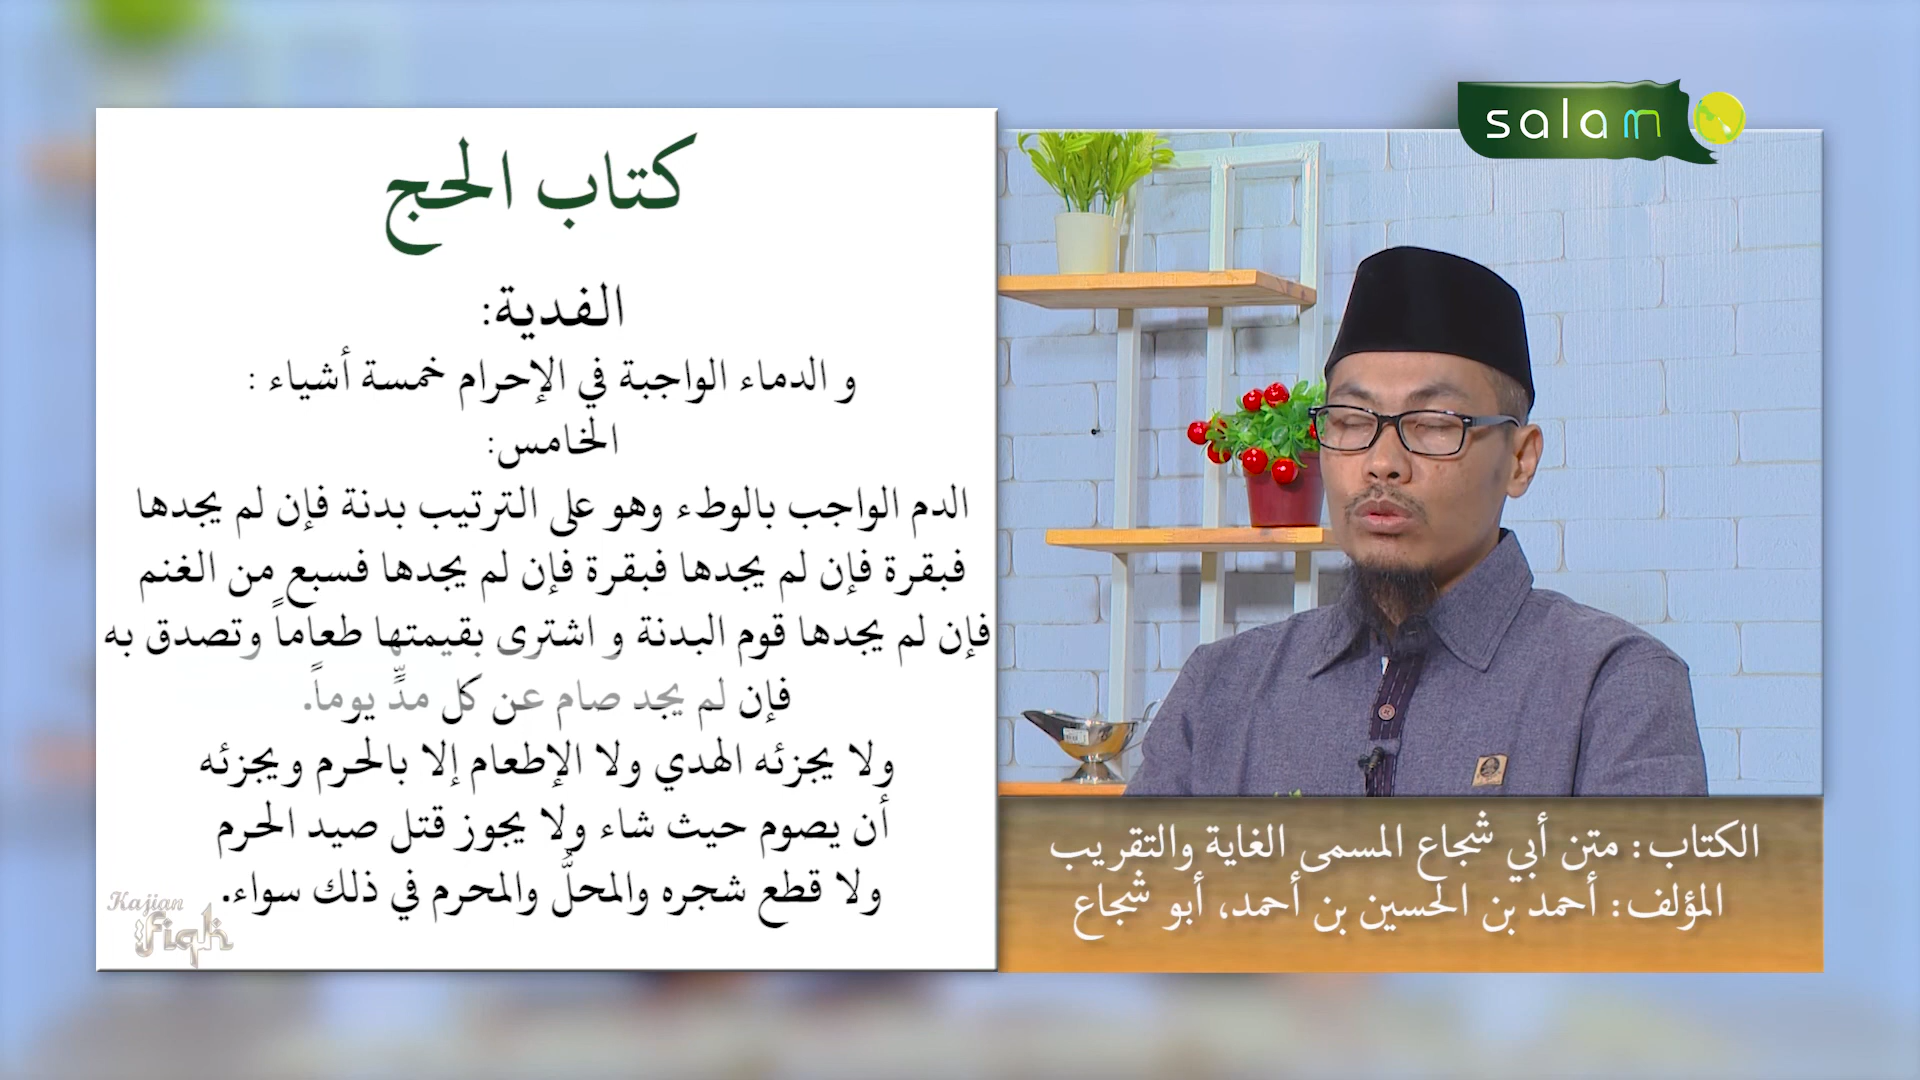 salam
كتاب الحج
الفدية:
و الدماء الواجبة في الإحرام خمسة أشياء :
الخامس:
الدم الواجب بالوطء وهو على الترتيب بدنة فإن لم يجدها
فبقرة فإن لم يجدها فبقرة فإن لم يجدها فسبع من الغنم
فإن لم يجدها قوم البدنة و اشترى بقيمتها طعاماً وتصدق به
فإن لم يجد صام عن كل مدٍّ يوماً.
ولا يجزئه الهدي ولا الإطعام إلا بالحرم ويجزئه
أن يصوم حيث شاء ولا يجوز قتل صيد الحرم
ولا قطع شجره والمحلُّ والمحرم في ذلك سواء.
Kajian
fiqh
الكتاب: متن أبي شجاع المسمى الغاية والتقريب
المؤلف: أحمد بن الحسين بن أحمد، أبو شجاع